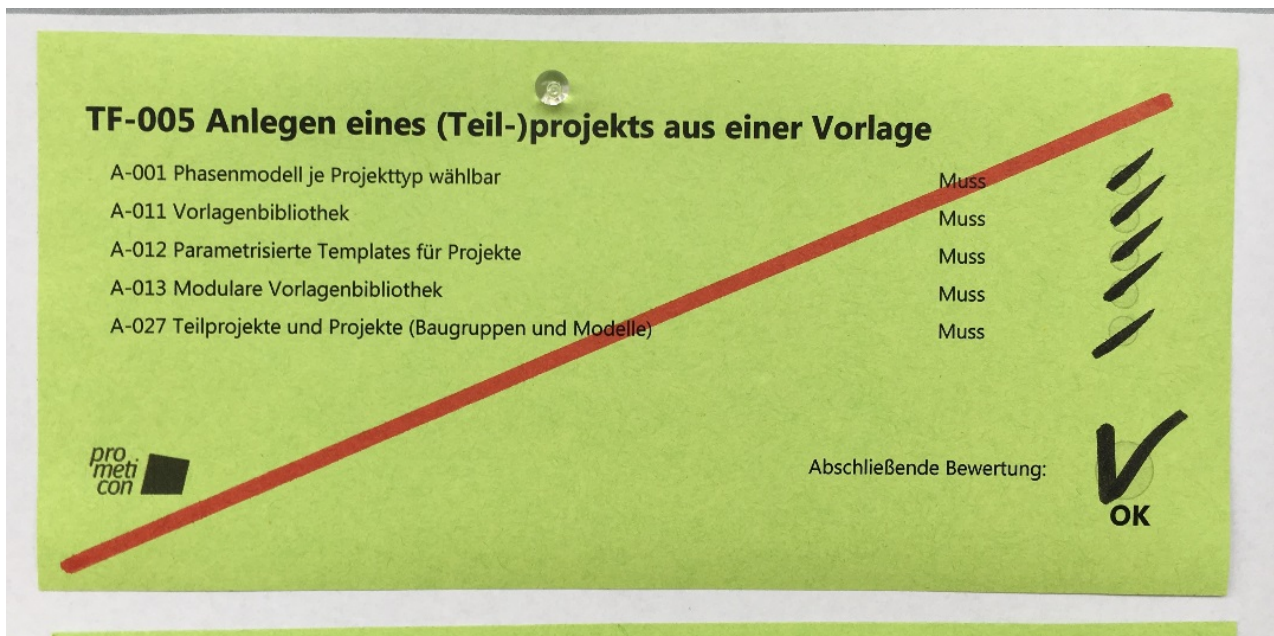 TF-005 Anlegen eines (Teil-)projekts aus einer Vorlage
A-001 Phasenmodell je Projekttyp wählbar Muss
A-011 Vorlagenbibliothek Muss
A-012 Parametrisierte Templates für Projekte Muss
A-013 Modulare Vorlagenbibliothek Muss
A-027 Teilprojekte und Projekte (Baugruppen und Modelle) Muss
pro
meti
con
Abschließende Bewertung:
OK